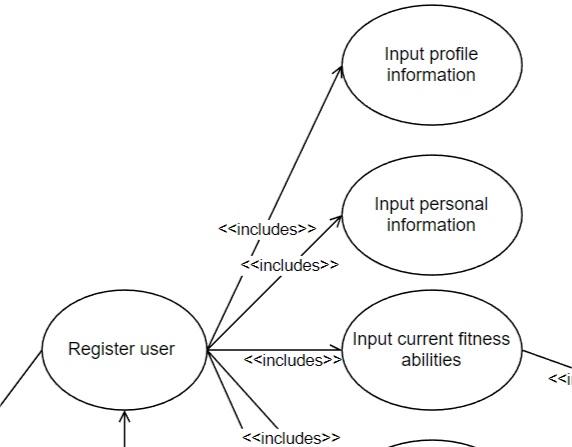 Input profile
information
<<includes>>
Input personal
information
<<includes>>
Register user
Input current fitness
abilities
<<includes>>
<<i
<<includes>>